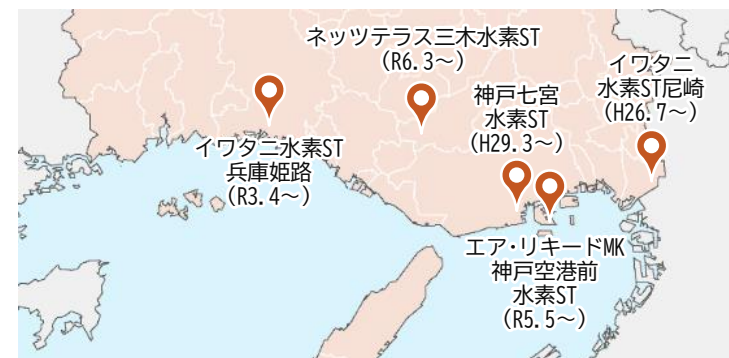 ネッツテラス三木水素ST
(R6.3～)
イワタニ
水素ST尼崎
(H26.7～)
神戸七宮
水素ST
(H29.3～)
イワタニ水素ST
兵庫姫路
(R3.4～)
エア・リキードMK
神戸空港前
水素ST
(R5.5～)